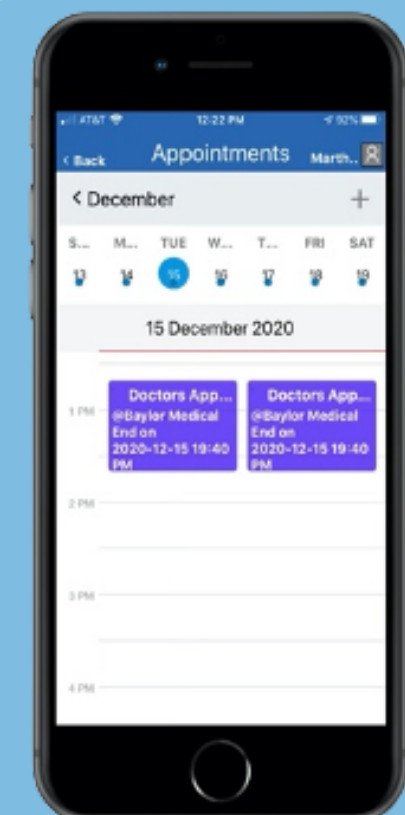 AT&T 12:22 PM 92%
< Back Appointments Marth..
< December +
S... M... TUE W... T... FRI SAT
13 14 15 16 17 18 19
15 December 2020
Doctors App... Doctors App...
1 PM @Baylor Medical @Baylor Medical
End on End on
2020-12-15 19:40 2020-12-15 19:40
PM PM
2 PM
3 PM
4 PM